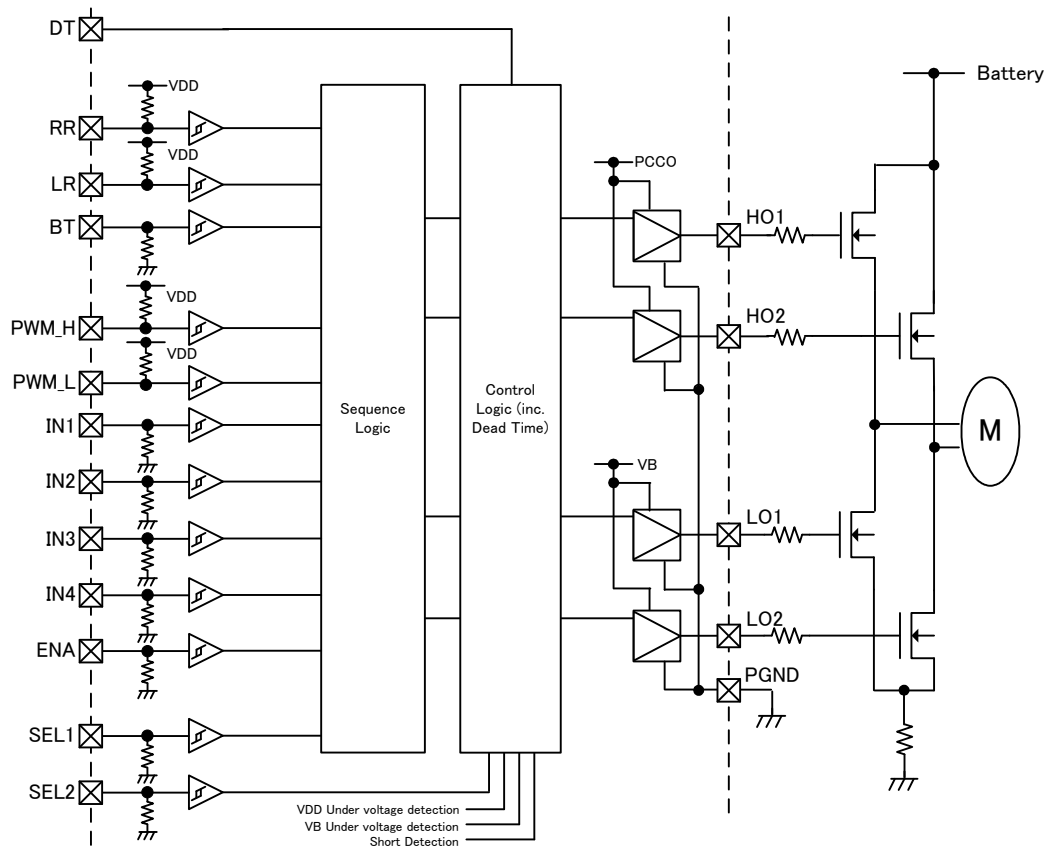 DT
Battery
VDD
RR
VDD
LR
PCCO
BT
HO1
VDD
PWM_H
HO2
VDD
PWM_L
Sequence
Logic
Control
Logic (inc.
Dead Time)
M
IN1
VB
IN2
LO1
IN3
IN4
LO2
ENA
PGND
SEL1
SEL2
VDD Under voltage detection
VB Under voltage detection
Short Detection